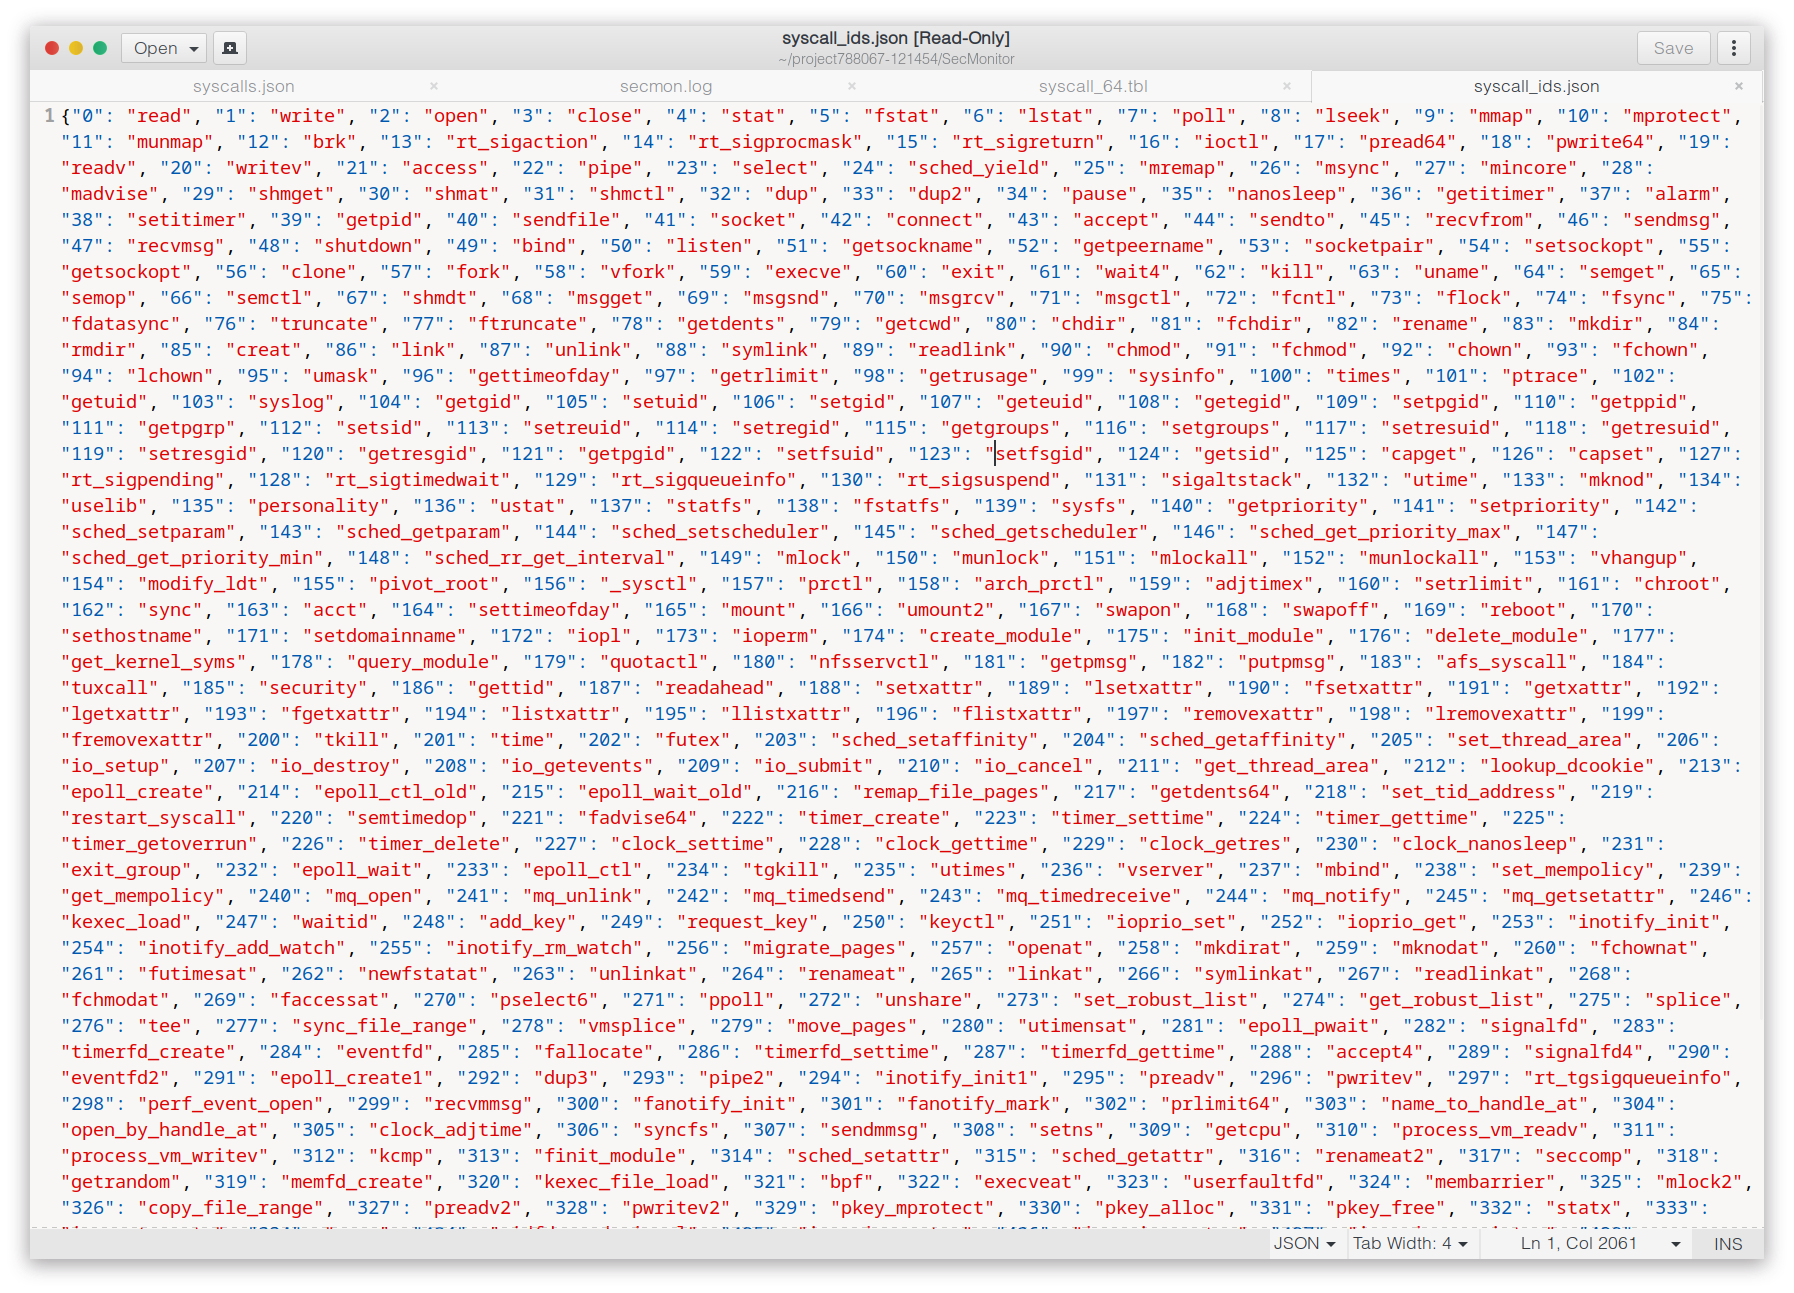 Open
syscall_ids.json [Read-Only]
~/project788067-121454/SecMonitor
Save
syscalls.json × secmon.log × syscall_64.tbl × syscall_ids.json ×
1 {"0": "read", "1": "write", "2": "open", "3": "close", "4": "stat", "5": "fstat", "6": "lstat", "7": "poll", "8": "lseek", "9": "mmap", "10": "mprotect",
"11": "munmap", "12": "brk", "13": "rt_sigaction", "14": "rt_sigprocmask", "15": "rt_sigreturn", "16": "ioctl", "17": "pread64", "18": "pwrite64", "19":
"readv", "20": "writev", "21": "access", "22": "pipe", "23": "select", "24": "sched_yield", "25": "mremap", "26": "msync", "27": "mincore", "28":
"madvise", "29": "shmget", "30": "shmat", "31": "shmctl", "32": "dup", "33": "dup2", "34": "pause", "35": "nanosleep", "36": "getitimer", "37": "alarm",
"38": "setitimer", "39": "getpid", "40": "sendfile", "41": "socket", "42": "connect", "43": "accept", "44": "sendto", "45": "recvfrom", "46": "sendmsg",
"47": "recvmsg", "48": "shutdown", "49": "bind", "50": "listen", "51": "getsockname", "52": "getpeername", "53": "socketpair", "54": "setsockopt", "55":
"getsockopt", "56": "clone", "57": "fork", "58": "vfork", "59": "execve", "60": "exit", "61": "wait4", "62": "kill", "63": "uname", "64": "semget", "65":
"semop", "66": "semctl", "67": "shmdt", "68": "msgget", "69": "msgsnd", "70": "msgrcv", "71": "msgctl", "72": "fcntl", "73": "flock", "74": "fsync", "75":
"fdatasync", "76": "truncate", "77": "ftruncate", "78": "getdents", "79": "getcwd", "80": "chdir", "81": "fchdir", "82": "rename", "83": "mkdir", "84":
"rmdir", "85": "creat", "86": "link", "87": "unlink", "88": "symlink", "89": "readlink", "90": "chmod", "91": "fchmod", "92": "chown", "93": "fchown",
"94": "lchown", "95": "umask", "96": "gettimeofday", "97": "getrlimit", "98": "getrusage", "99": "sysinfo", "100": "times", "101": "ptrace", "102":
"getuid", "103": "syslog", "104": "getgid", "105": "setuid", "106": "setgid", "107": "geteuid", "108": "getegid", "109": "setpgid", "110": "getppid",
"111": "getpgrp", "112": "setsid", "113": "setreuid", "114": "setregid", "115": "getgroups", "116": "setgroups", "117": "setresuid", "118": "getresuid",
"119": "setresgid", "120": "getresgid", "121": "getpgid", "122": "setfsuid", "123": "setfsgid", "124": "getsid", "125": "capget", "126": "capset", "127":
"rt_sigpending", "128": "rt_sigtimedwait", "129": "rt_sigqueueinfo", "130": "rt_sigsuspend", "131": "sigaltstack", "132": "utime", "133": "mknod", "134":
"uselib", "135": "personality", "136": "ustat", "137": "statfs", "138": "fstatfs", "139": "sysfs", "140": "getpriority", "141": "setpriority", "142":
"sched_setparam", "143": "sched_getparam", "144": "sched_setscheduler", "145": "sched_getscheduler", "146": "sched_get_priority_max", "147":
"sched_get_priority_min", "148": "sched_rr_get_interval", "149": "mlock", "150": "munlock", "151": "mlockall", "152": "munlockall", "153": "vhangup",
"154": "modify_ldt", "155": "pivot_root", "156": "_sysctl", "157": "prctl", "158": "arch_prctl", "159": "adjtimex", "160": "setrlimit", "161": "chroot",
"162": "sync", "163": "acct", "164": "settimeofday", "165": "mount", "166": "umount2", "167": "swapon", "168": "swapoff", "169": "reboot", "170":
"sethostname", "171": "setdomainname", "172": "iopl", "173": "ioperm", "174": "create_module", "175": "init_module", "176": "delete_module", "177":
"get_kernel_syms", "178": "query_module", "179": "quotactl", "180": "nfsservctl", "181": "getpmsg", "182": "putpmsg", "183": "afs_syscall", "184":
"tuxcall", "185": "security", "186": "gettid", "187": "readahead", "188": "setxattr", "189": "lsetxattr", "190": "fsetxattr", "191": "getxattr", "192":
"lgetxattr", "193": "fgetxattr", "194": "listxattr", "195": "llistxattr", "196": "flistxattr", "197": "removexattr", "198": "lremovexattr", "199":
"fremovexattr", "200": "tkill", "201": "time", "202": "futex", "203": "sched_setaffinity", "204": "sched_getaffinity", "205": "set_thread_area", "206":
"io_setup", "207": "io_destroy", "208": "io_getevents", "209": "io_submit", "210": "io_cancel", "211": "get_thread_area", "212": "lookup_dcookie", "213":
"epoll_create", "214": "epoll_ctl_old", "215": "epoll_wait_old", "216": "remap_file_pages", "217": "getdents64", "218": "set_tid_address", "219":
"restart_syscall", "220": "semtimedop", "221": "fadvise64", "222": "timer_create", "223": "timer_settime", "224": "timer_gettime", "225":
"timer_getoverrun", "226": "timer_delete", "227": "clock_settime", "228": "clock_gettime", "229": "clock_getres", "230": "clock_nanosleep", "231":
"exit_group", "232": "epoll_wait", "233": "epoll_ctl", "234": "tgkill", "235": "utimes", "236": "vserver", "237": "mbind", "238": "set_mempolicy", "239":
"get_mempolicy", "240": "mq_open", "241": "mq_unlink", "242": "mq_timedsend", "243": "mq_timedreceive", "244": "mq_notify", "245": "mq_getsetattr", "246":
"kexec_load", "247": "waitid", "248": "add_key", "249": "request_key", "250": "keyctl", "251": "ioprio_set", "252": "ioprio_get", "253": "inotify_init",
"254": "inotify_add_watch", "255": "inotify_rm_watch", "256": "migrate_pages", "257": "openat", "258": "mkdirat", "259": "mknodat", "260": "fchownat",
"261": "futimesat", "262": "newfstatat", "263": "unlinkat", "264": "renameat", "265": "linkat", "266": "symlinkat", "267": "readlinkat", "268":
"fchmodat", "269": "faccessat", "270": "pselect6", "271": "ppoll", "272": "unshare", "273": "set_robust_list", "274": "get_robust_list", "275": "splice",
"276": "tee", "277": "sync_file_range", "278": "vmsplice", "279": "move_pages", "280": "utimensat", "281": "epoll_pwait", "282": "signalfd", "283":
"timerfd_create", "284": "eventfd", "285": "fallocate", "286": "timerfd_settime", "287": "timerfd_gettime", "288": "accept4", "289": "signalfd4", "290":
"eventfd2", "291": "epoll_create1", "292": "dup3", "293": "pipe2", "294": "inotify_init1", "295": "preadv", "296": "pwritev", "297": "rt_tgsigqueueinfo",
"298": "perf_event_open", "299": "recvmmsg", "300": "fanotify_init", "301": "fanotify_mark", "302": "prlimit64", "303": "name_to_handle_at", "304":
"open_by_handle_at", "305": "clock_adjtime", "306": "syncfs", "307": "sendmmsg", "308": "setns", "309": "getcpu", "310": "process_vm_readv", "311":
"process_vm_writev", "312": "kcmp", "313": "finit_module", "314": "sched_setattr", "315": "sched_getattr", "316": "renameat2", "317": "seccomp", "318":
"getrandom", "319": "memfd_create", "320": "kexec_file_load", "321": "bpf", "322": "execveat", "323": "userfaultfd", "324": "membarrier", "325": "mlock2",
"326": "copy_file_range", "327": "preadv2", "328": "pwritev2", "329": "pkey_mprotect", "330": "pkey_alloc", "331": "pkey_free", "332": "statx", "333":
JSON Tab Width: 4 Ln 1, Col 2061 INS